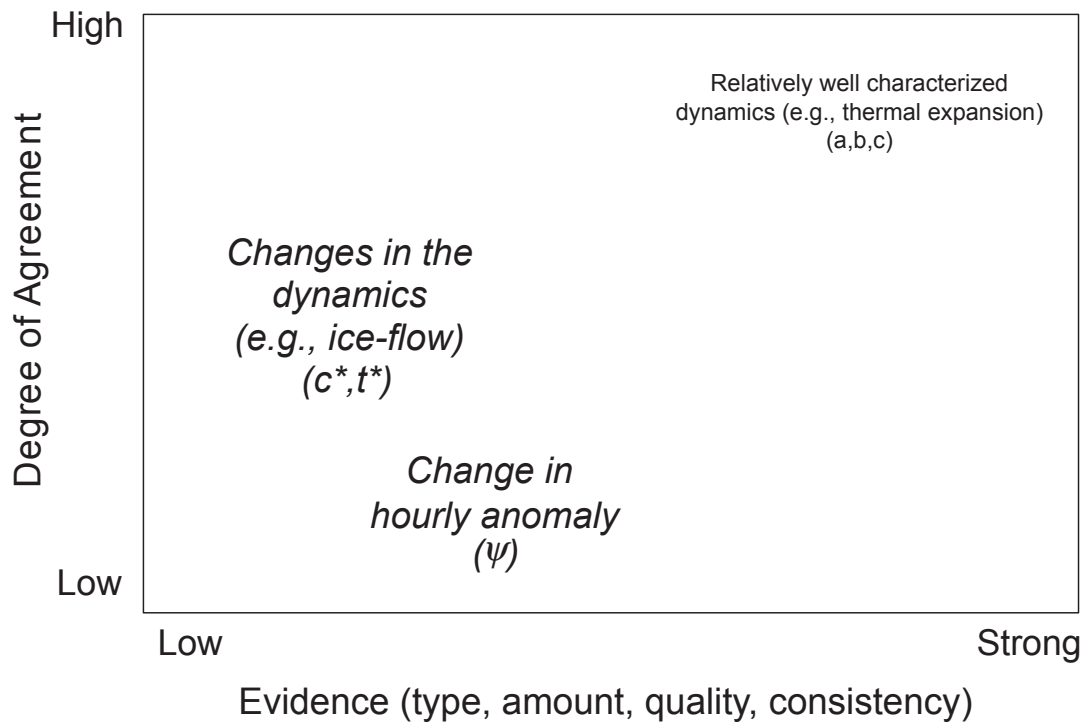 High
Degree of Agreement
Low
Relatively well characterized
dynamics (e.g., thermal expansion)
(a,b,c)
Changes in the
dynamics
(e.g., ice-flow)
(c*,t*)
Change in
hourly anomaly
(ψ)
Low
Strong
Evidence (type, amount, quality, consistency)